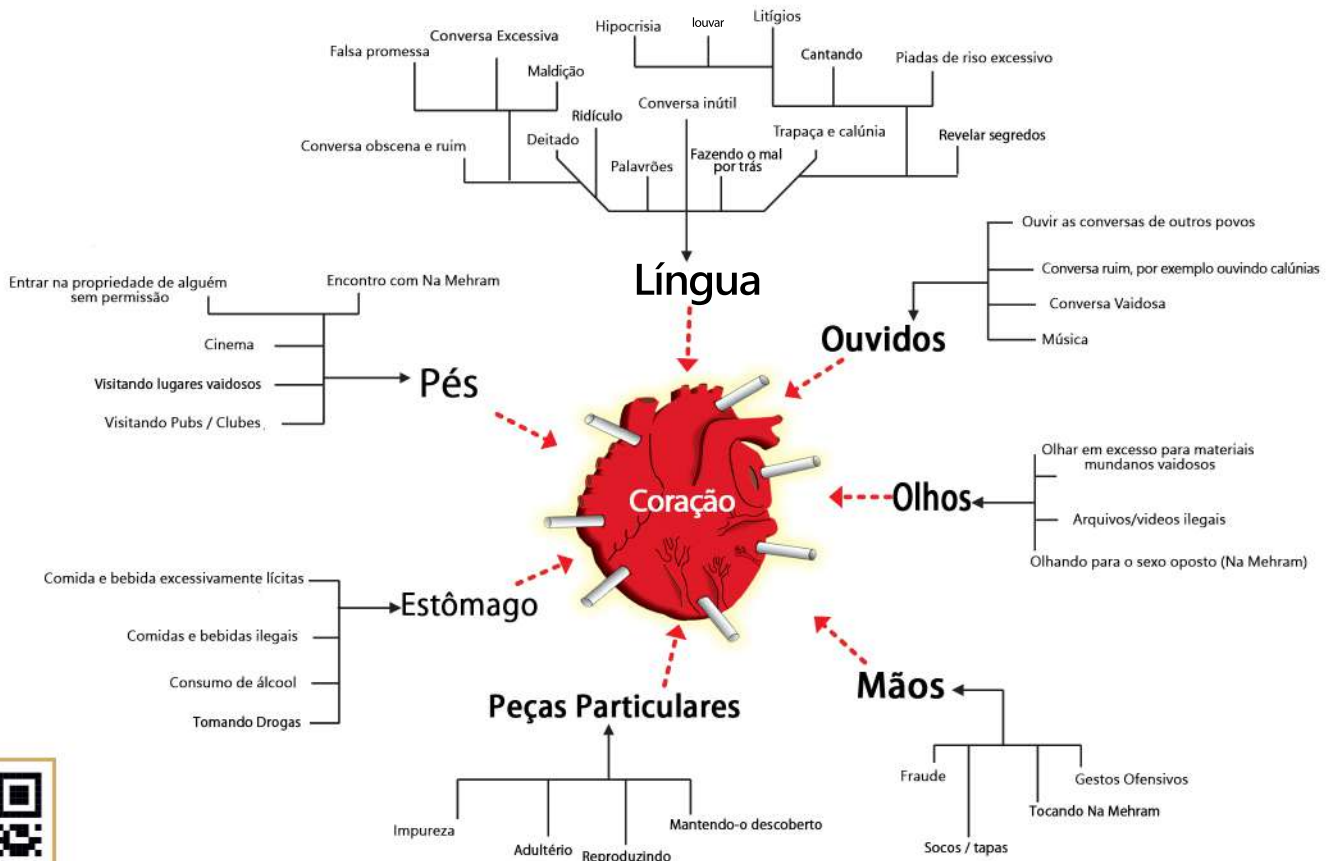 Hipocrisia
louvar
Litígios
Falsa promessa
Conversa Excessiva
Maldição
Cantando
Piadas de riso excessivo
Conversa obscena e ruim
Deitado
Ridículo
Conversa inútil
Palavrões
Fazendo o mal
por trás
Trapaça e calúnia
Revelar segredos
Língua
Ouvir as conversas de outros povos
Conversa ruim, por exemplo ouvindo calúnias
Conversa Vaidosa
Música
Ouvidos
Entrar na propriedade de alguém
sem permissão
Encontro com Na Mehram
Cinema
Visitando lugares vaidosos
Visitando Pubs / Clubes
Pés
Coração
Olhar em excesso para materiais
mundanos vaidosos
Arquivos/videos ilegais
Olhando para o sexo oposto (Na Mehram)
Olhos
Comida e bebida excessivamente lícitas
Comidas e bebidas ilegais
Consumo de álcool
Tomando Drogas
Estômago
Peças Particulares
Impureza
Adultério
Reproduzindo
Mantendo-o descoberto
Mãos
Fraude
Socos / tapas
Tocando Na Mehram
Gestos Ofensivos